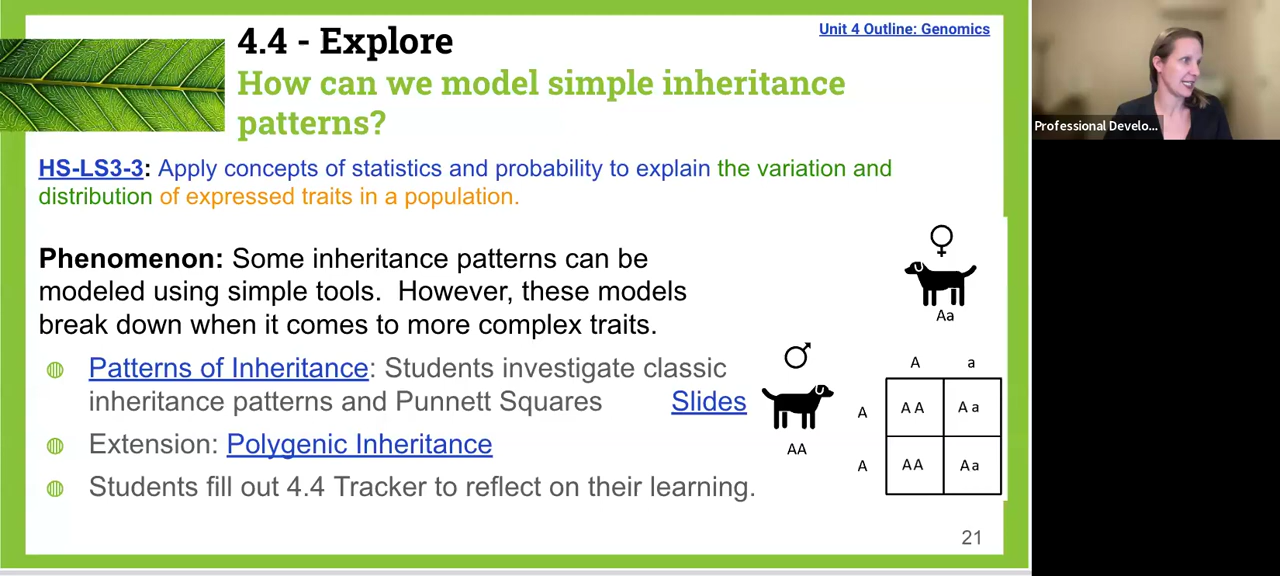 4.4 - Explore
Unit 4 Outline: Genomics
How can we model simple inheritance
patterns?
HS-LS3-3: Apply concepts of statistics and probability to explain the variation and
distribution of expressed traits in a population.
Phenomenon: Some inheritance patterns can be
modeled using simple tools. However, these models
break down when it comes to more complex traits.
Patterns of Inheritance: Students investigate classic
inheritance patterns and Punnett Squares
Slides
Extension: Polygenic Inheritance
Students fill out 4.4 Tracker to reflect on their learning.
♀
Aa
♂
AA
A a
A AA Aa
A AA Aa
21
Professional Develo...